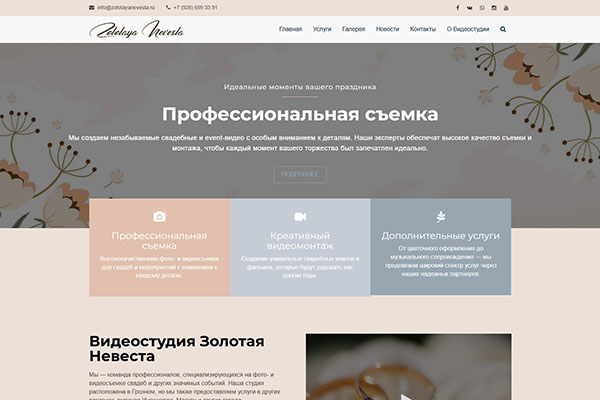 info@zolotayanevesta.ru +7 (928) 699 33 91
Zolotaya Nevesta
Главная Услуги Галерея Новости Контакты О Видеостудии
Идеальные моменты вашего праздника
Профессиональная съемка
Мы создаем незабываемые свадебные и event-видео с особым вниманием к деталям. Наши эксперты обеспечат высокое качество съемки и
монтажа, чтобы каждый момент вашего торжества был запечатлен идеально.
ПОДРОБНЕЕ
Профессиональная
съемка
Высококачественная фото- и видеосъемка
для свадеб и мероприятий с вниманием к
каждому деталю.
Креативный
видеомонтаж
Создание уникальных свадебных клипов и
фильмов, которые будут радовать вас
долгие годы.
Дополнительные услуги
От цветочного оформления до
музыкального сопровождения — мы
предлагаем широкий спектр услуг через
наших надежных партнеров.
Видеостудия Золотая
Невеста
Мы — команда профессионалов, специализирующихся на фото- и
видеосъемке свадеб и других значимых событий. Наша студия
расположена в Грозном, но мы также предоставляем услуги в других